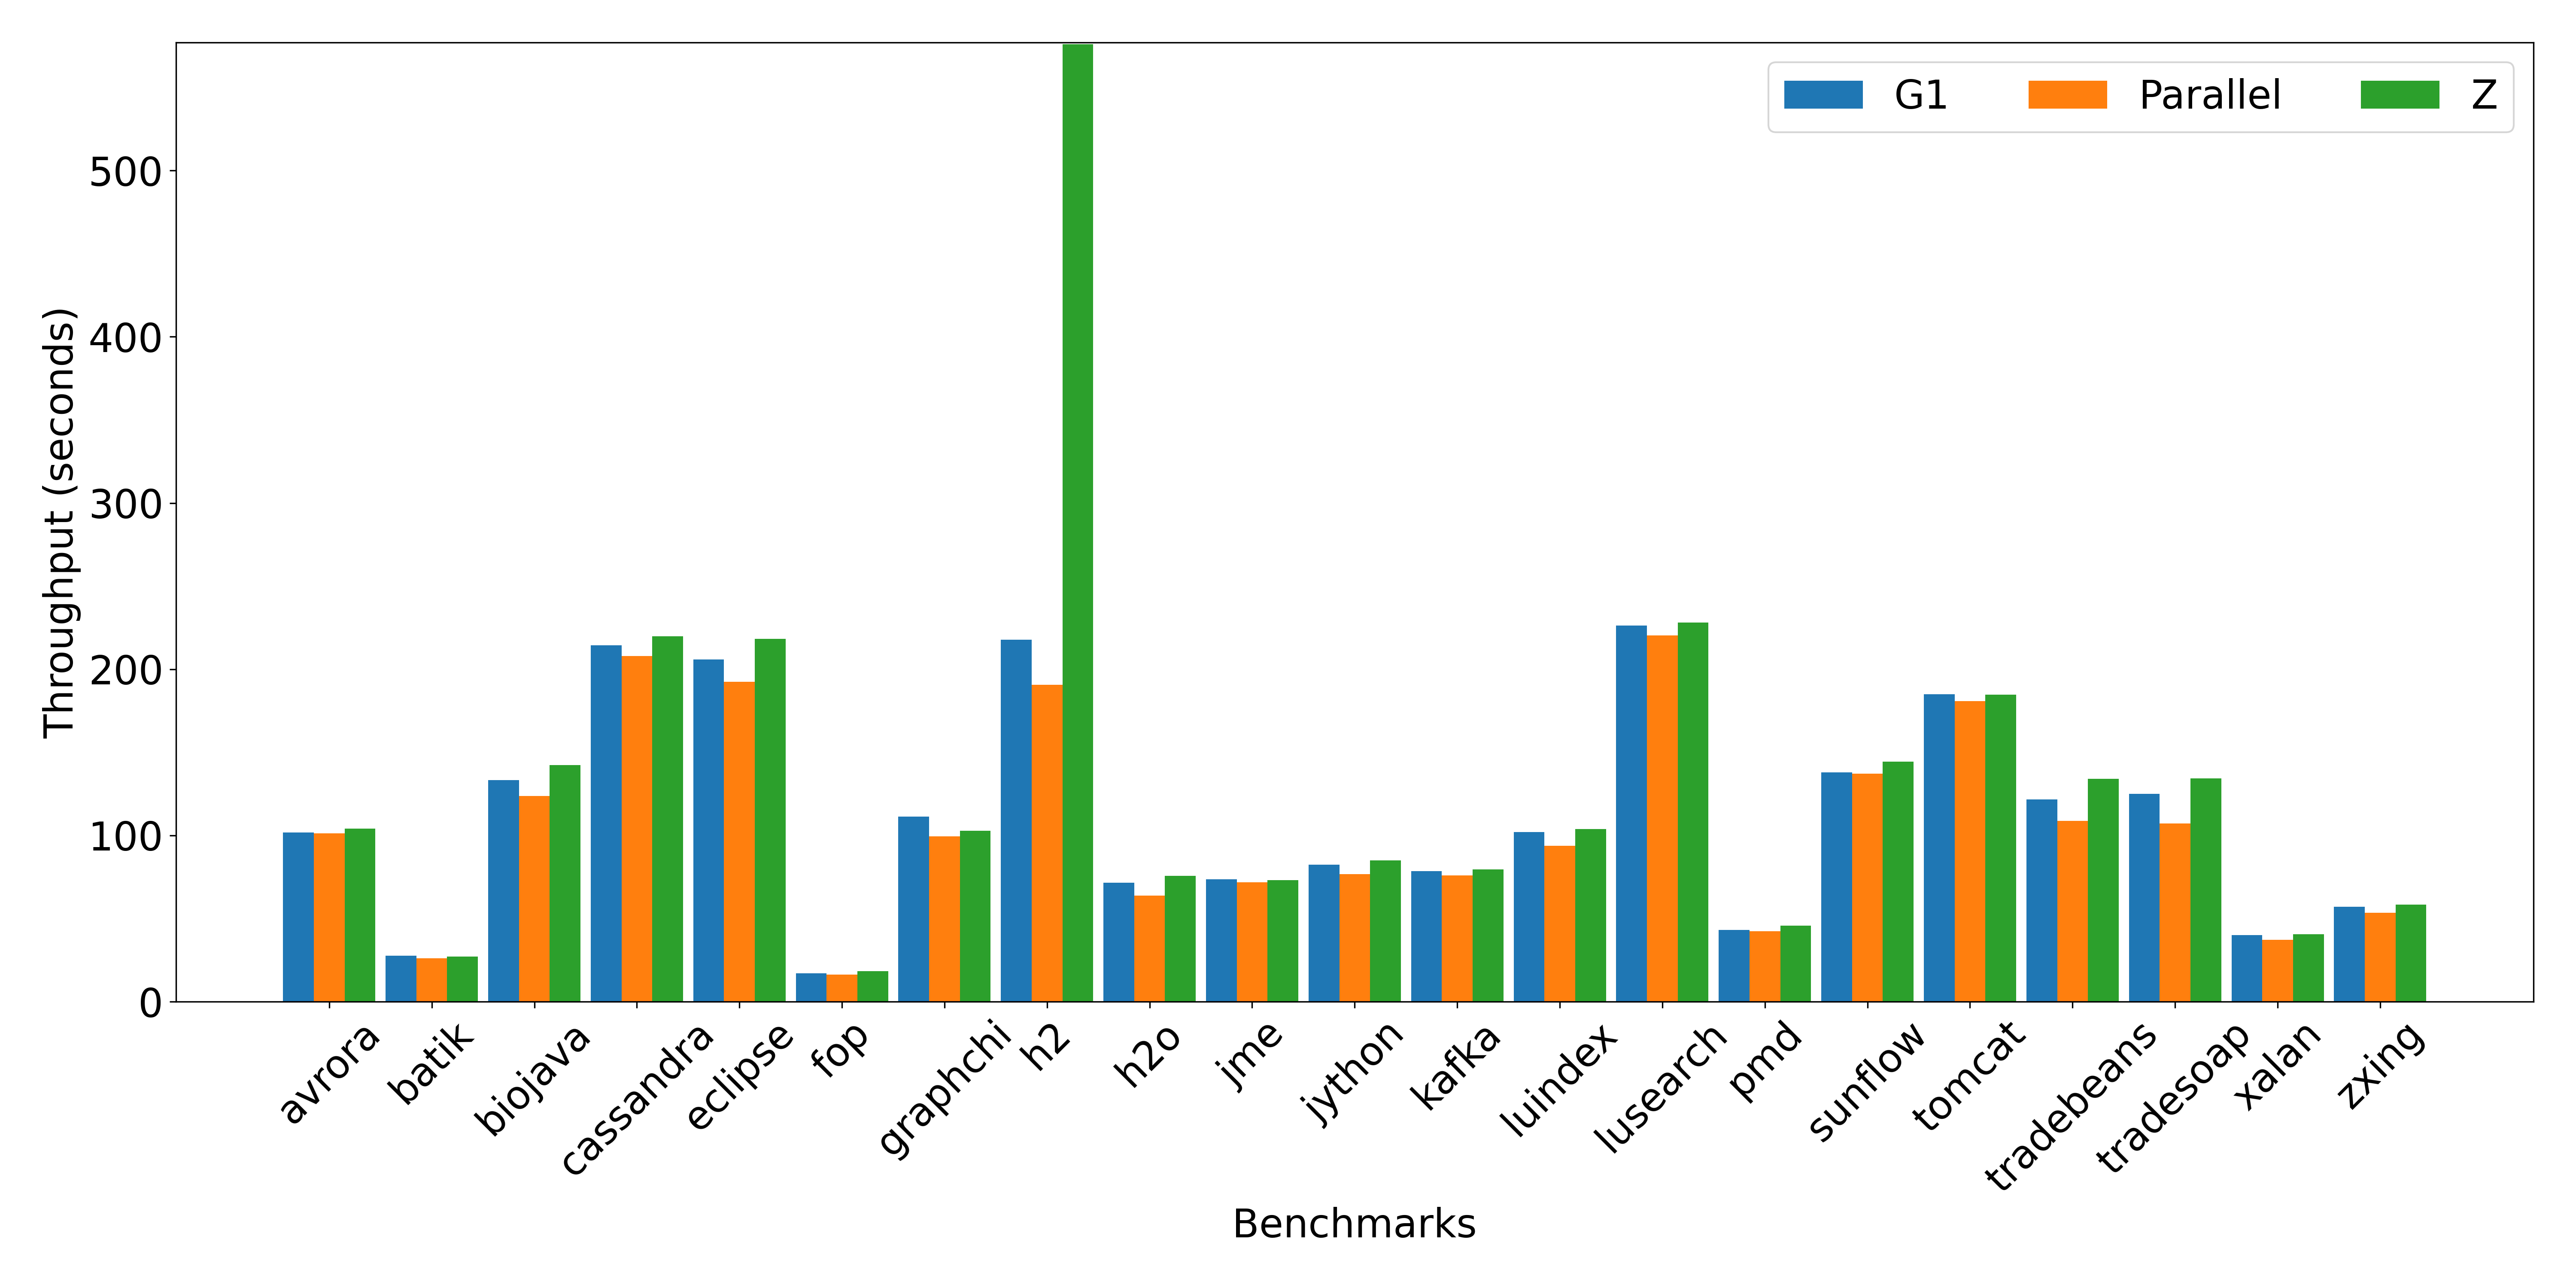 G1 Parallel Z
Throughput (seconds)
500
400
300
200
100
0
avrora
batik
biojava
cassandra
eclipse
fop
graphchi
h2
h2o
jme
jython
kafka
luindex
lusearch
pmd
sunflow
tomcat
tradebeans
tradesoap
xalan
zxing
Benchmarks